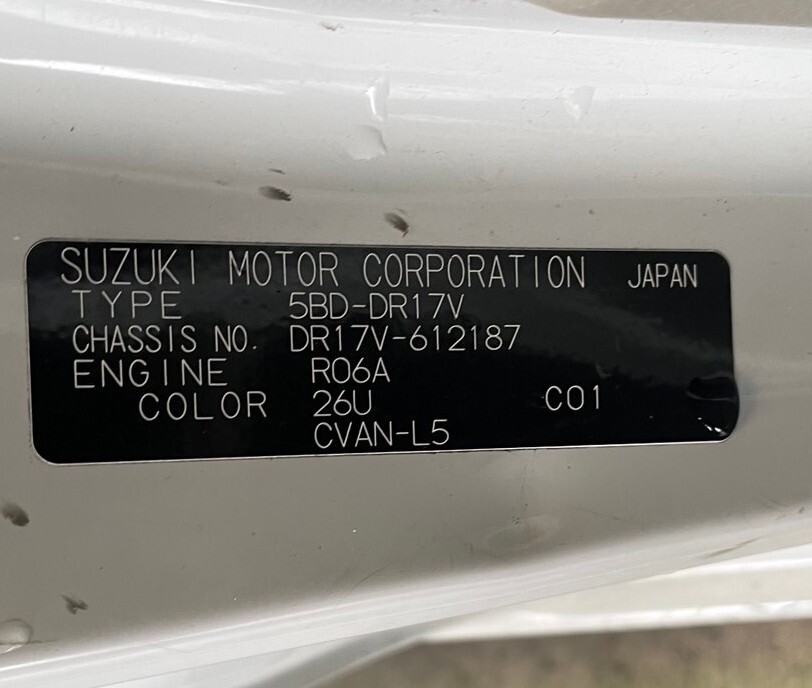 SUZUKI MOTOR CORPORATION JAPAN
TYPE 5BD-DR17V
CHASSIS NO. DR17V-612187
ENGINE R06A
COLOR 26U C01
CVAN-L5